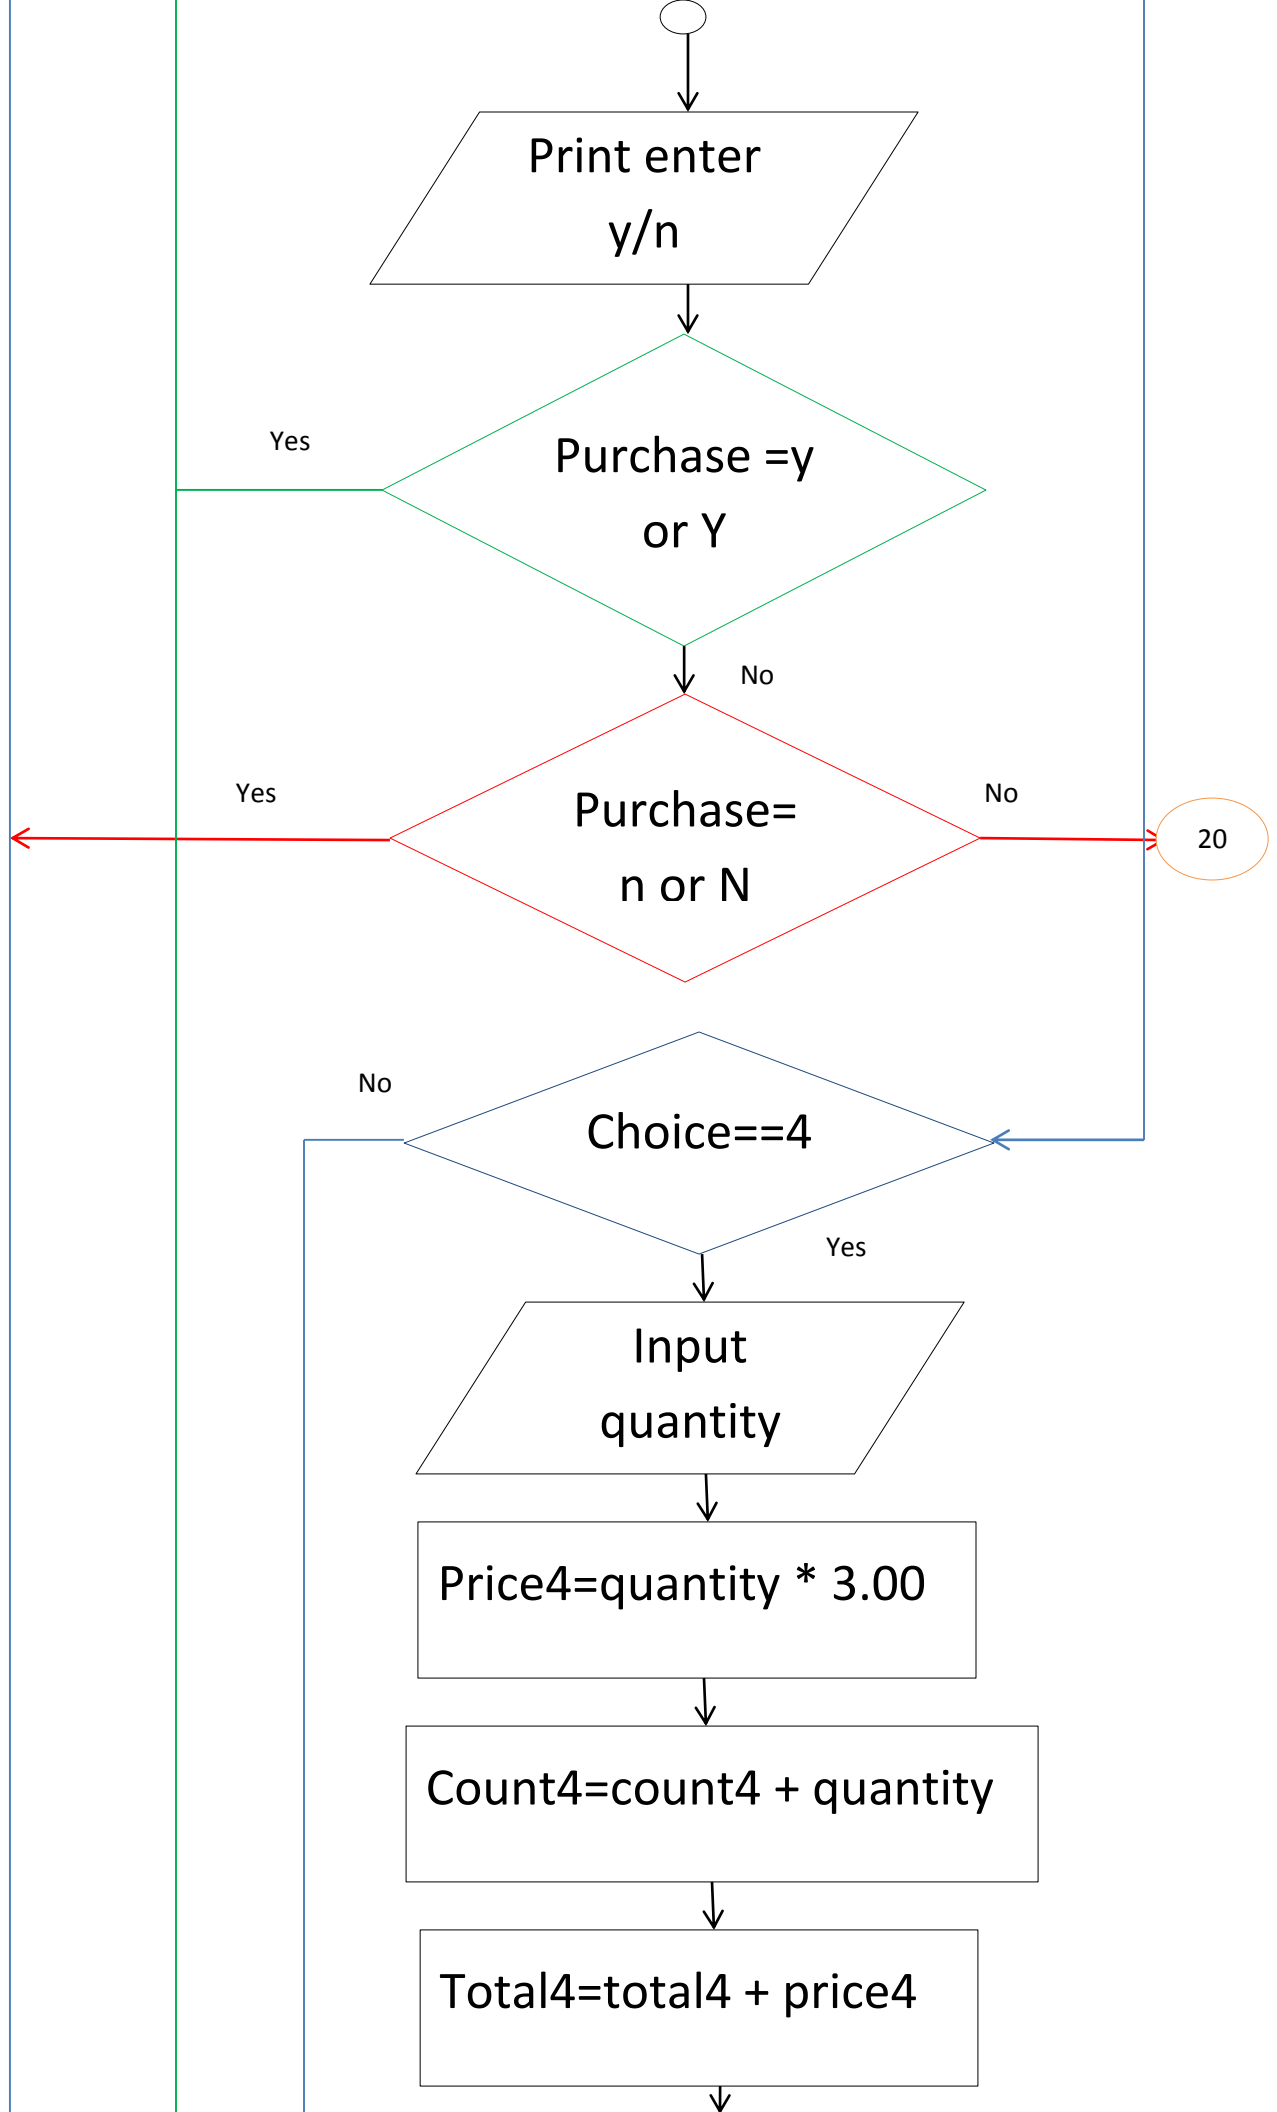 Print enter
y/n
Yes
Purchase =y
or Y
No
Yes
Purchase=
n or N
No
20
No
Choice==4
Yes
Input
quantity
Price4=quantity * 3.00
Count4=count4 + quantity
Total4=total4 + price4